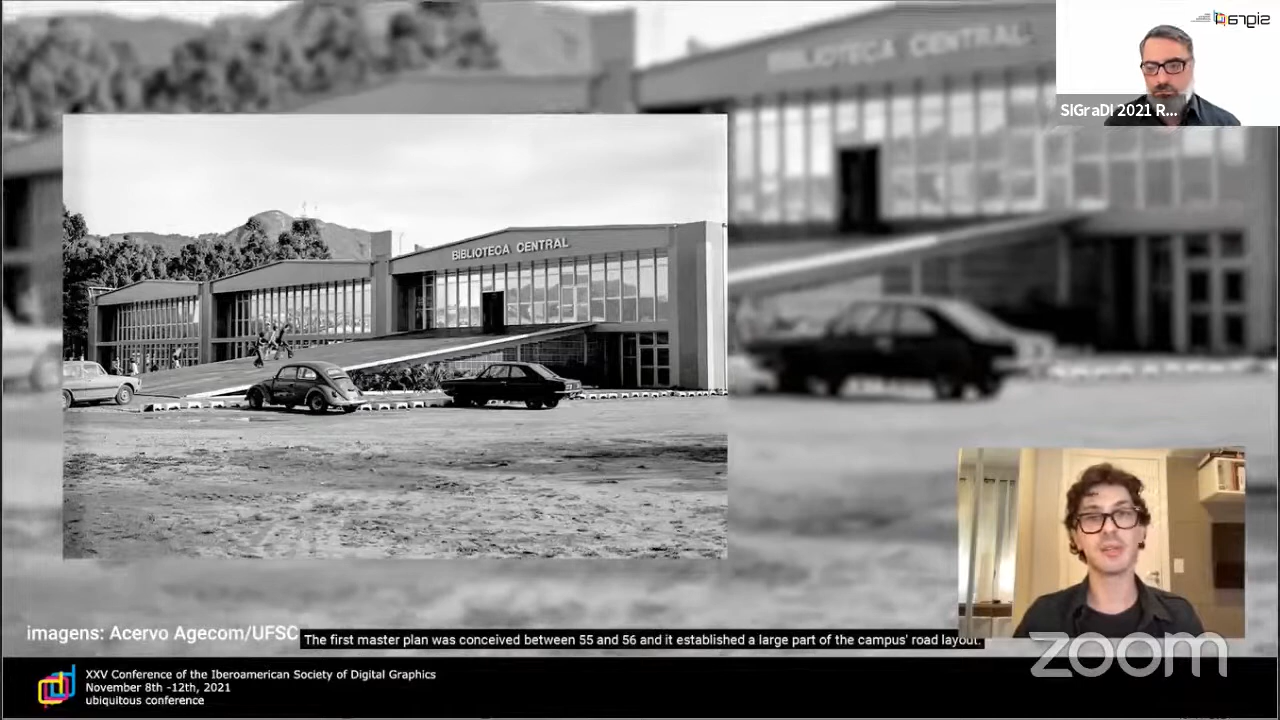 SIGraDi
SIGraDI 2021 R...
BIBLIOTECA CENTRAL
BIBLIOTECA CENTRAL
imagens: Acervo Agecom/UFSC
The first master plan was conceived between 55 and 56 and it established a large part of the campus' road layout.
zoom
XXV Conference of the Iberoamerican Society of Digital Graphics
November 8th -12th, 2021
ubiquitous conference